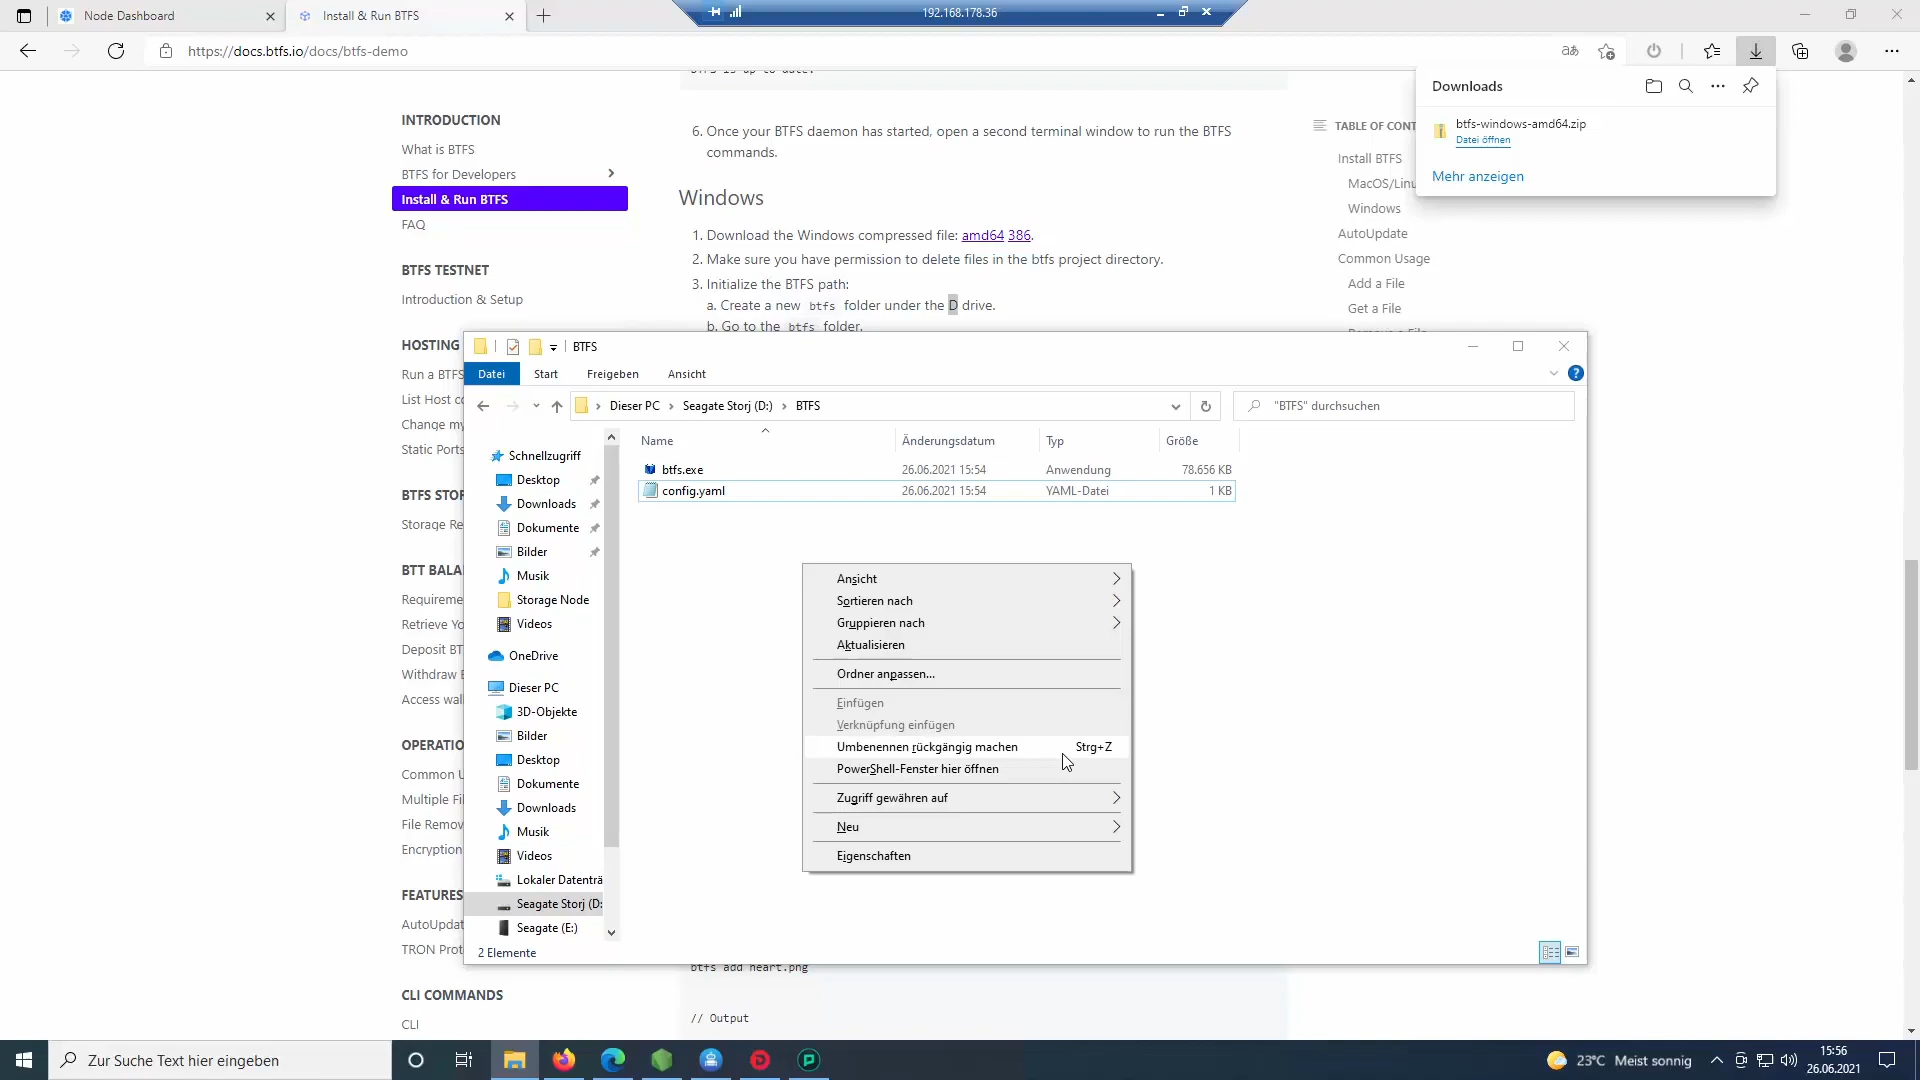 Node Dashboard
Install & Run BTFS
192.168.178.36
https://docs.btfs.io/docs/btfs-demo
Downloads
btfs-windows-amd64.zip
Datei öffnen
Mehr anzeigen
INTRODUCTION
What is BTFS
BTFS for Developers
Install & Run BTFS
FAQ
BTFS TESTNET
Introduction & Setup
HOSTING
Run a BTFS
List Host co
Change my
Static Ports
BTFS STOR
Storage Re
BTT BALA
Requireme
Retrieve Yo
Deposit BT
Withdraw B
Access wal
OPERATIO
Common U
Multiple Fil
File Remov
Encryption
FEATURES
AutoUpdat
TRON Prot
CLI COMMANDS
CLI
BTFS is up to date.
6. Once your BTFS daemon has started, open a second terminal window to run the BTFS
commands.
Windows
1. Download the Windows compressed file: amd64 386.
2. Make sure you have permission to delete files in the btfs project directory.
3. Initialize the BTFS path:
a. Create a new btfs folder under the D drive.
b. Go to the btfs folder.
TABLE OF CONT
Install BTFS
MacOS/Linu
Windows
AutoUpdate
Common Usage
Add a File
Get a File
Remove a File
BTFS
Datei Start Freigeben Ansicht
Dieser PC Seagate Storj (D:) BTFS
"BTFS" durchsuchen
Name Änderungsdatum Typ Größe
btfs.exe 26.06.2021 15:54 Anwendung 78.656 KB
config.yaml 26.06.2021 15:54 YAML-Datei 1 KB
Schnellzugriff
Desktop
Downloads
Dokumente
Bilder
Musik
Storage Node
Videos
OneDrive
Dieser PC
3D-Objekte
Bilder
Desktop
Dokumente
Downloads
Musik
Videos
Lokaler Datenträ
Seagate Storj (D:
Seagate (E:)
2 Elemente
Ansicht
Sortieren nach
Gruppieren nach
Aktualisieren
Ordner anpassen...
Einfügen
Verknüpfung einfügen
Umbenennen rückgängig machen Strg+Z
PowerShell-Fenster hier öffnen
Zugriff gewähren auf
Neu
Eigenschaften
btfs add heart.png
// Output
Zur Suche Text hier eingeben
23°C Meist sonnig
15:56
26.06.2021